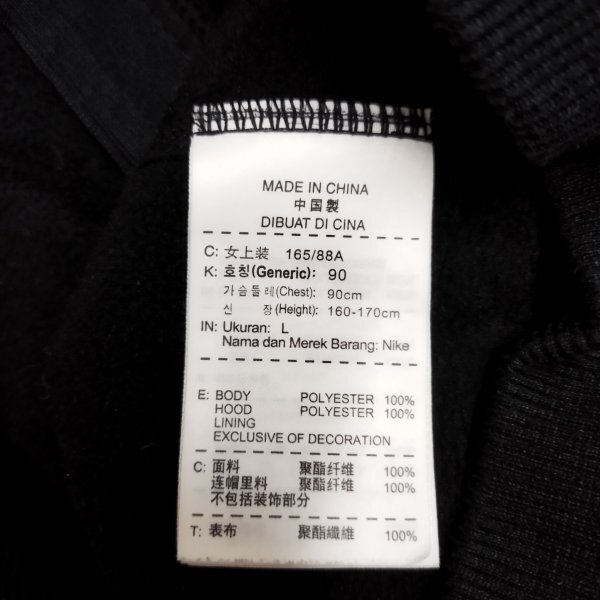 MADE IN CHINA
中国製
DIBUAT DI CINA
C: 女上装 165/88A
K: 호칭(Generic): 90
가슴둘레(Chest): 90cm
신 장(Height): 160-170cm
IN: Ukuran: L
Nama dan Merek Barang: Nike
E: BODY POLYESTER 100%
HOOD POLYESTER 100%
LINING
EXCLUSIVE OF DECORATION
C: 面料 聚酯纤维 100%
连帽里料 聚酯纤维 100%
不包括装饰部分
T: 表布 聚酯纖維 100%